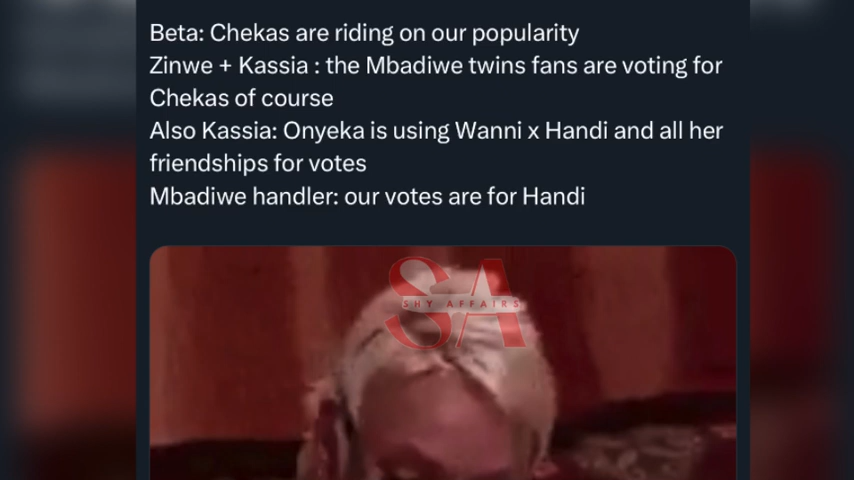 Beta: Chekas are riding on our popularity
Zinwe + Kassia : the Mbadiwe twins fans are voting for
Chekas of course
Also Kassia: Onyeka is using Wanni x Handi and all her
friendships for votes
Mbadiwe handler: our votes are for Handi
SA
SHY AFFAIRS